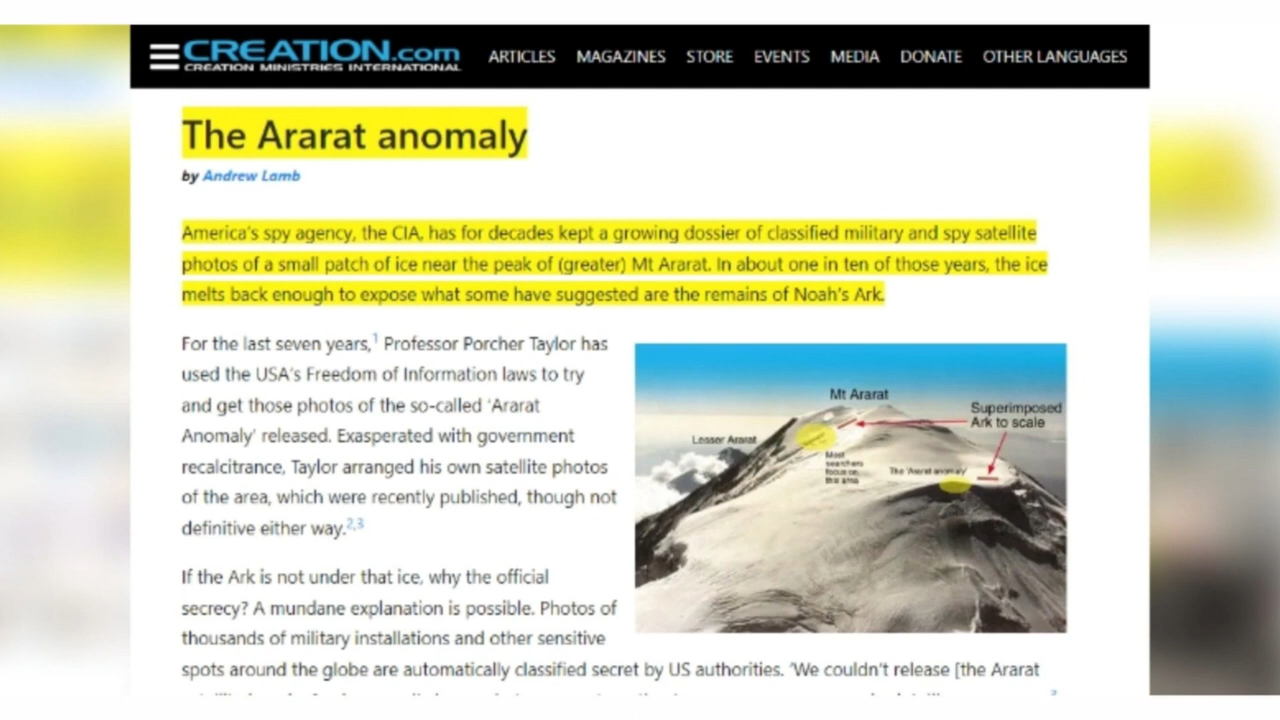 CREATION.com
CREATION MINISTRIES INTERNATIONAL
ARTICLES MAGAZINES STORE EVENTS MEDIA DONATE OTHER LANGUAGES
The Ararat anomaly
by Andrew Lamb
America's spy agency, the CIA, has for decades kept a growing dossier of classified military and spy satellite
photos of a small patch of ice near the peak of (greater) Mt Ararat. In about one in ten of those years, the ice
melts back enough to expose what some have suggested are the remains of Noah's Ark.
For the last seven years,1 Professor Porcher Taylor has
used the USA's Freedom of Information laws to try
and get those photos of the so-called 'Ararat
Anomaly' released. Exasperated with government
recalcitrance, Taylor arranged his own satellite photos
of the area, which were recently published, though not
definitive either way.2,3
Mt Ararat
Superimposed
Ark to scale
Lesser Ararat
Most
searchers
focus on
this area
The 'Ararat anomaly'
If the Ark is not under that ice, why the official
secrecy? A mundane explanation is possible. Photos of
thousands of military installations and other sensitive
spots around the globe are automatically classified secret by US authorities. 'We couldn't release [the Ararat